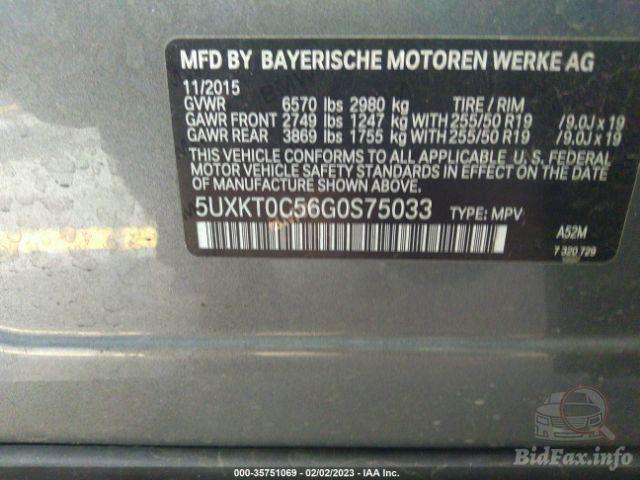 MFD BY BAYERISCHE MOTOREN WERKE AG
11/2015
GVWR 6570 lbs 2980 kg TIRE / RIM
GAWR FRONT 2749 lbs 1247 kg WITH 255/50 R19 /9.0J x 19
GAWR REAR 3869 lbs 1755 kg WITH 255/50 R19 /9.0J x 19
THIS VEHICLE CONFORMS TO ALL APPLICABLE U. S. FEDERAL
MOTOR VEHICLE SAFETY STANDARDS IN EFFECT ON THE DATE
OF MANUFACTURE SHOWN ABOVE.
5UXKT0C56G0S75033 TYPE: MPV
A52M
7 320 729
000-35751069 - 02/02/2023 - IAA Inc.
BidFax.info